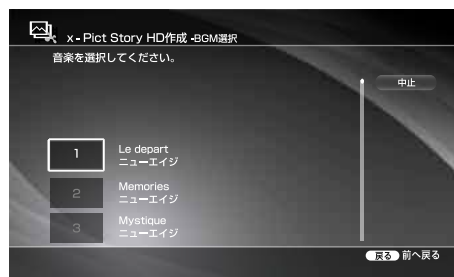 x-Pict Story HD作成 -BGM選択
音楽を選択してください。
中止
1
Le depart
ニューエイジ
2
Memories
ニューエイジ
3
Mystique
ニューエイジ
戻る 前へ戻る